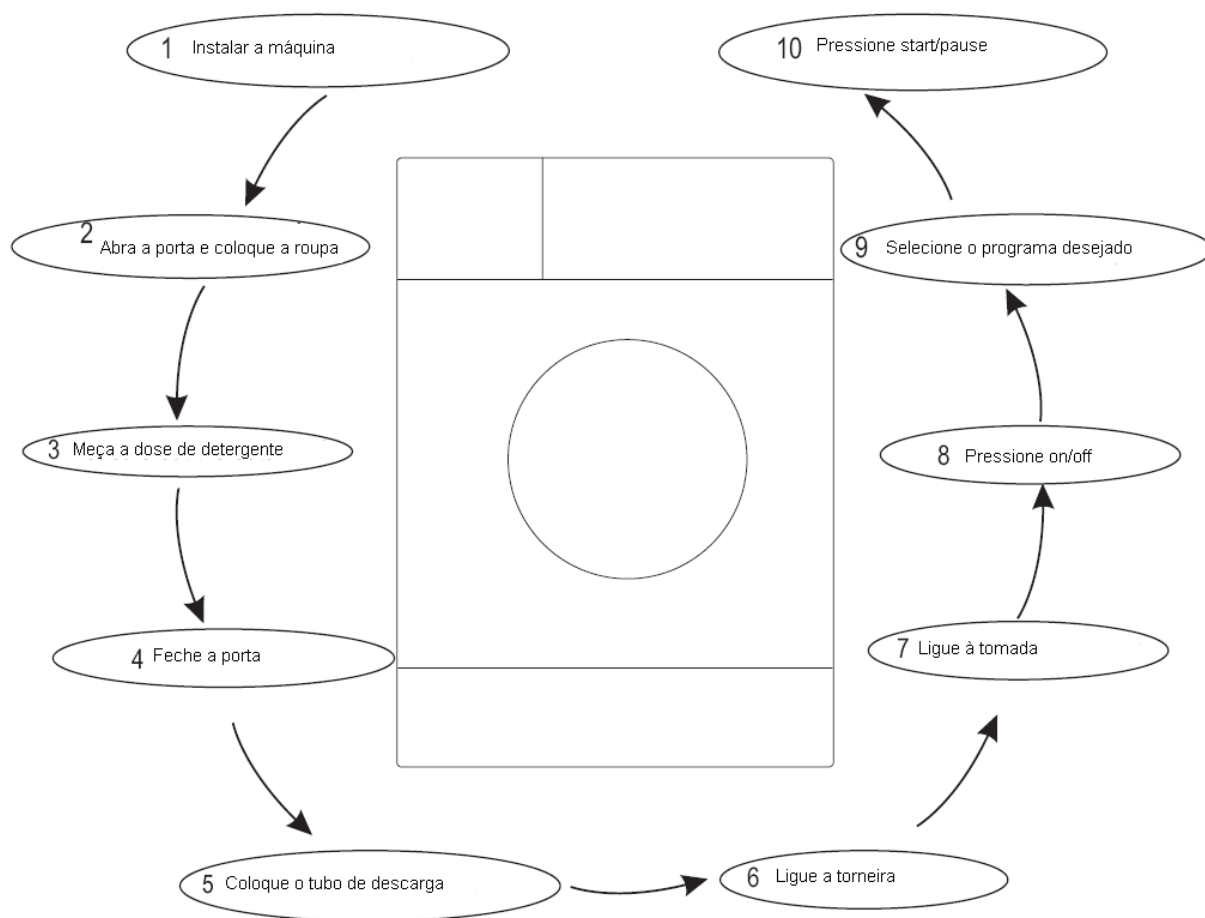 1 Instalar a máquina
2 Abra a porta e coloque a roupa
3 Meça a dose de detergente
4 Feche a porta
5 Coloque o tubo de descarga
6 Ligue a torneira
7 Ligue à tomada
8 Pressione on/off
9 Selecione o programa desejado
10 Pressione start/pause